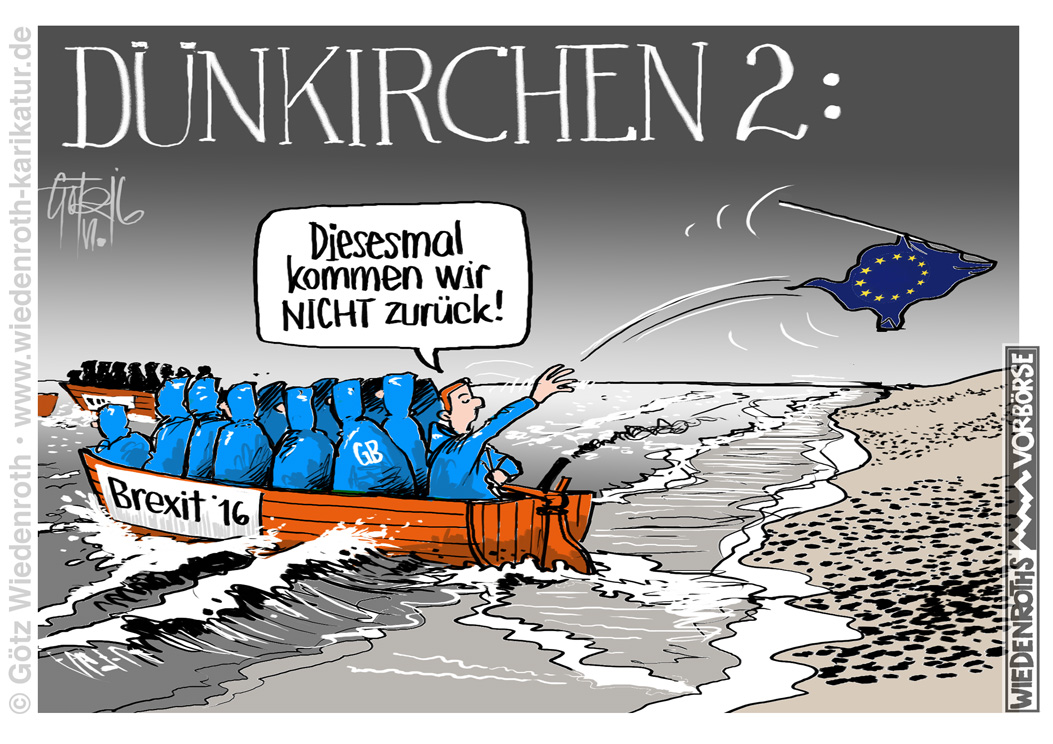 DÜNKIRCHEN 2:
Diesesmal
kommen wir
NICHT zurück!
GB
Brexit '16
© Götz Wiedenroth • www.wiedenroth-karikatur.de
WIEDENROTHS VORBÖRSE